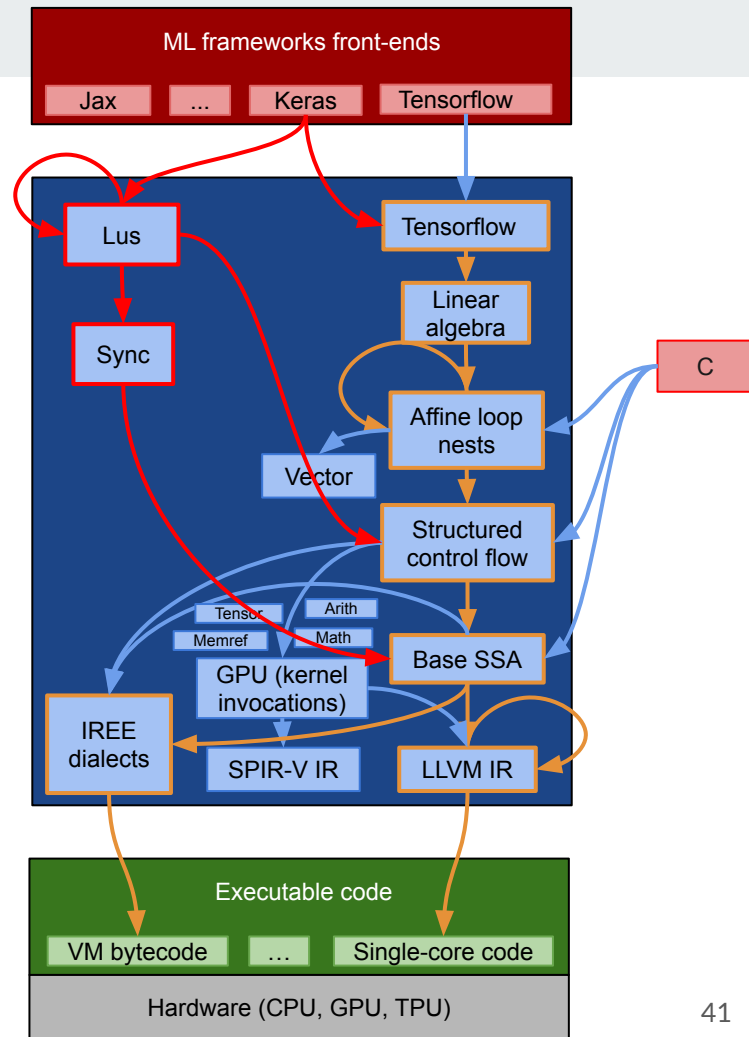 ML frameworks front-ends
Jax
...
Keras
Tensorflow
Lus
Tensorflow
Linear
algebra
Sync
C
Affine loop
nests
Vector
Structured
control flow
Tensor
Arith
Memref
Math
Base SSA
GPU (kernel
invocations)
IREE
dialects
SPIR-V IR
LLVM IR
Executable code
VM bytecode
...
Single-core code
Hardware (CPU, GPU, TPU)
41